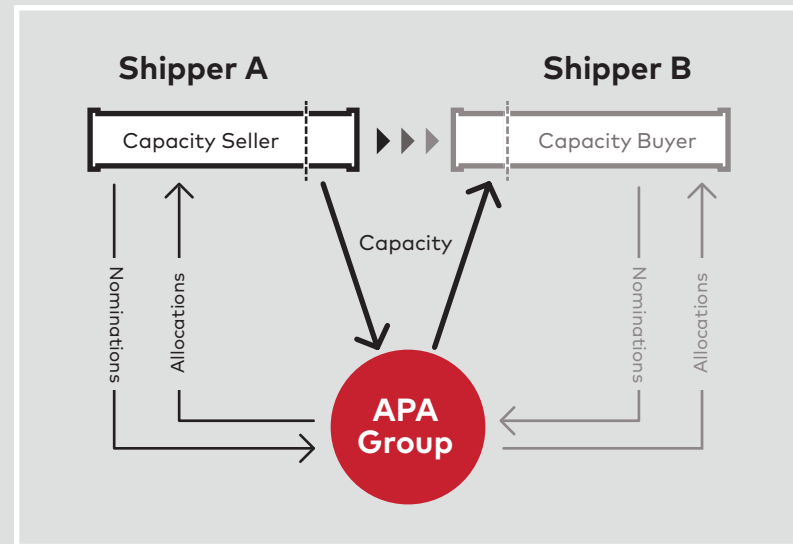 Shipper A
Shipper B
Capacity Seller
Capacity Buyer
Capacity
Nominations
Allocations
Nominations
Allocations
APA
Group